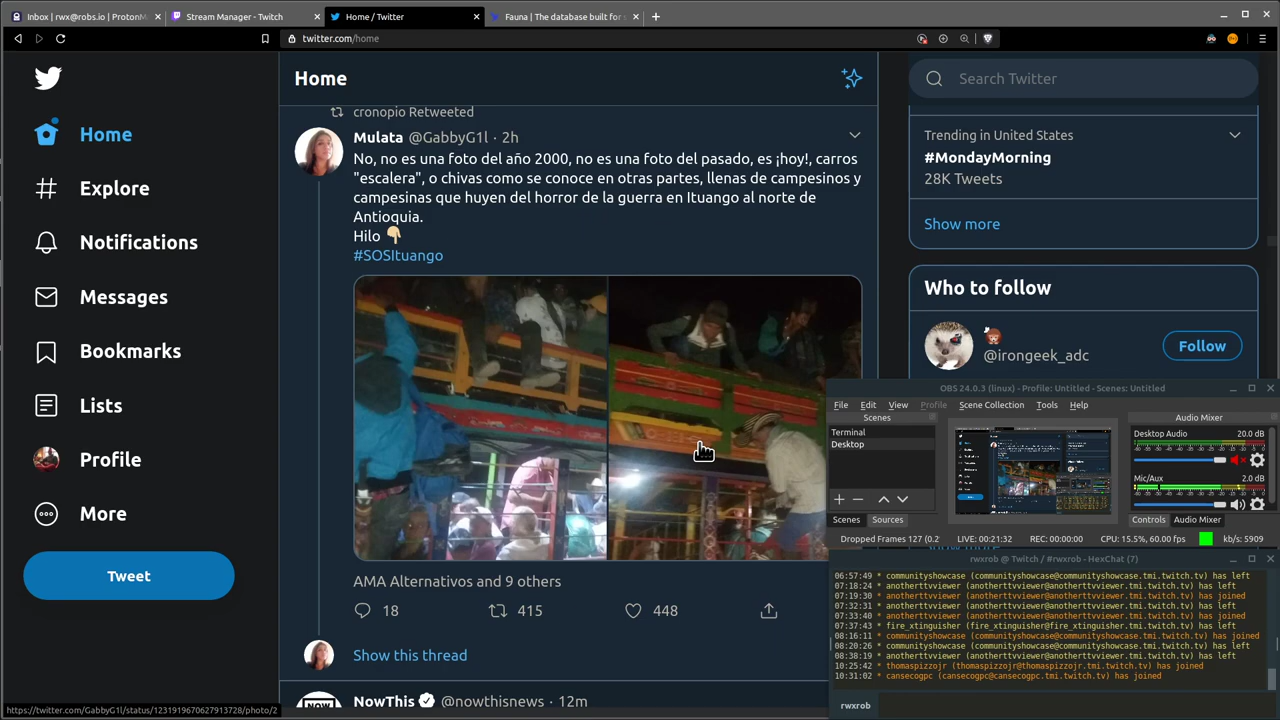 Inbox | rwx@robs.io | ProtonM
Stream Manager - Twitch
Home / Twitter
Fauna | The database built for
twitter.com/home
Home
Explore
Notifications
Messages
Bookmarks
Lists
Profile
More
Tweet
Home
cronopio Retweeted
Mulata @GabbyG1l · 2h
No, no es una foto del año 2000, no es una foto del pasado, es ¡hoy!, carros
"escalera", o chivas como se conoce en otras partes, llenas de campesinos y
campesinas que huyen del horror de la guerra en Ituango al norte de
Antioquia.
Hilo 👇🏼
#SOSItuango
AMA Alternativos and 9 others
18 415 448
Show this thread
NowThis @nowthisnews · 12m
Search Twitter
Trending in United States
#MondayMorning
28K Tweets
Show more
Who to follow
@irongeek_adc
Follow
OBS 24.0.3 (linux) - Profile: Untitled - Scenes: Untitled
File Edit View Profile Scene Collection Tools Help
Scenes
Terminal
Desktop
Scenes Sources
Audio Mixer
Desktop Audio 20.0 dB
Mic/Aux 2.0 dB
Controls Audio Mixer
Dropped Frames 127 (0.2 LIVE: 00:21:32 REC: 00:00:00 CPU: 15.5%, 60.00 fps kb/s: 5909
rwxrob @ Twitch / #rwxrob - HexChat (7)
06:57:49 * communityshowcase (communityshowcase@communityshowcase.tmi.twitch.tv) has left
07:18:24 * anotherttvviewer (anotherttvviewer@anotherttvviewer.tmi.twitch.tv) has left
07:19:30 * anotherttvviewer (anotherttvviewer@anotherttvviewer.tmi.twitch.tv) has joined
07:32:31 * anotherttvviewer (anotherttvviewer@anotherttvviewer.tmi.twitch.tv) has left
07:33:40 * anotherttvviewer (anotherttvviewer@anotherttvviewer.tmi.twitch.tv) has joined
07:37:43 * fire_xtinguisher (fire_xtinguisher@fire_xtinguisher.tmi.twitch.tv) has left
08:16:11 * communityshowcase (communityshowcase@communityshowcase.tmi.twitch.tv) has joined
08:20:26 * communityshowcase (communityshowcase@communityshowcase.tmi.twitch.tv) has left
08:38:19 * anotherttvviewer (anotherttvviewer@anotherttvviewer.tmi.twitch.tv) has left
10:25:42 * thomaspizzojr (thomaspizzojr@thomaspizzojr.tmi.twitch.tv) has joined
10:31:02 * cansecogpc (cansecogpc@cansecogpc.tmi.twitch.tv) has joined
rwxrob
https://twitter.com/GabbyG1l/status/1231919670627913728/photo/2